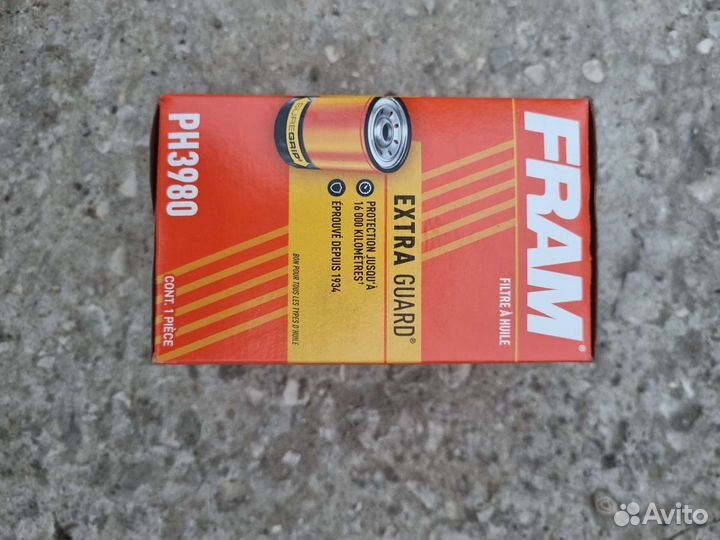 FRAM®
FILTRE À HUILE
EXTRA GUARD®
PROTECTION JUSQU'À
16 000 KILOMÈTRES†
ÉPROUVÉ DEPUIS 1934
BON POUR TOUS LES TYPES D'HUILE
SUREGRIP
PH3980
CONT. 1 PIÈCE
Avito